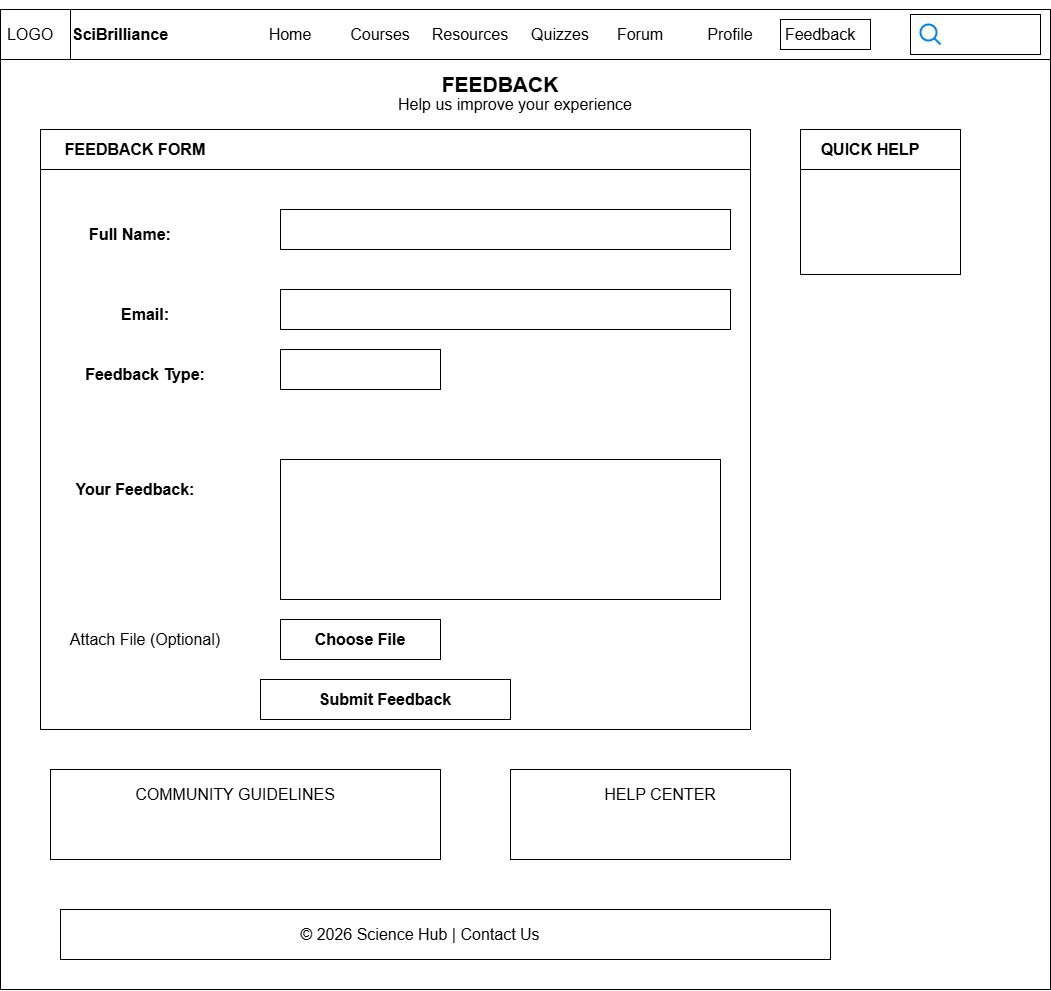 LOGO SciBrilliance Home Courses Resources Quizzes Forum Profile Feedback
FEEDBACK
Help us improve your experience
FEEDBACK FORM
QUICK HELP
Full Name:
Email:
Feedback Type:
Your Feedback:
Attach File (Optional) Choose File
Submit Feedback
COMMUNITY GUIDELINES
HELP CENTER
© 2026 Science Hub | Contact Us